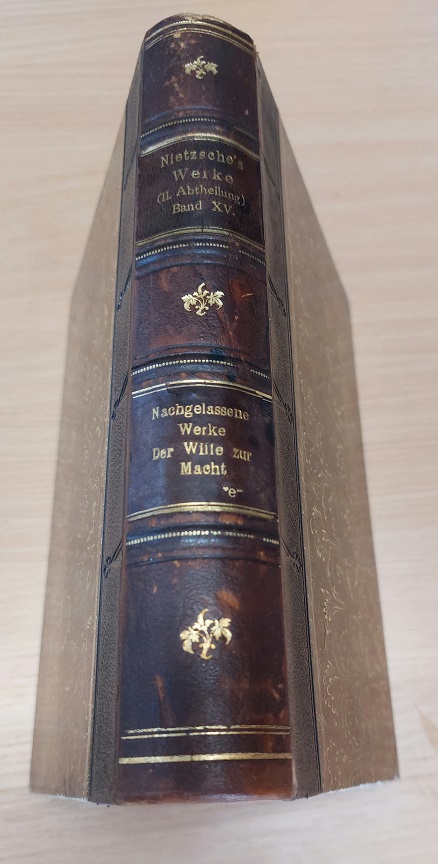 Nietzsche's
Werke
(II. Abtheilung)
Band XV.
Nachgelassene
Werke
Der Wille zur
Macht
"e"